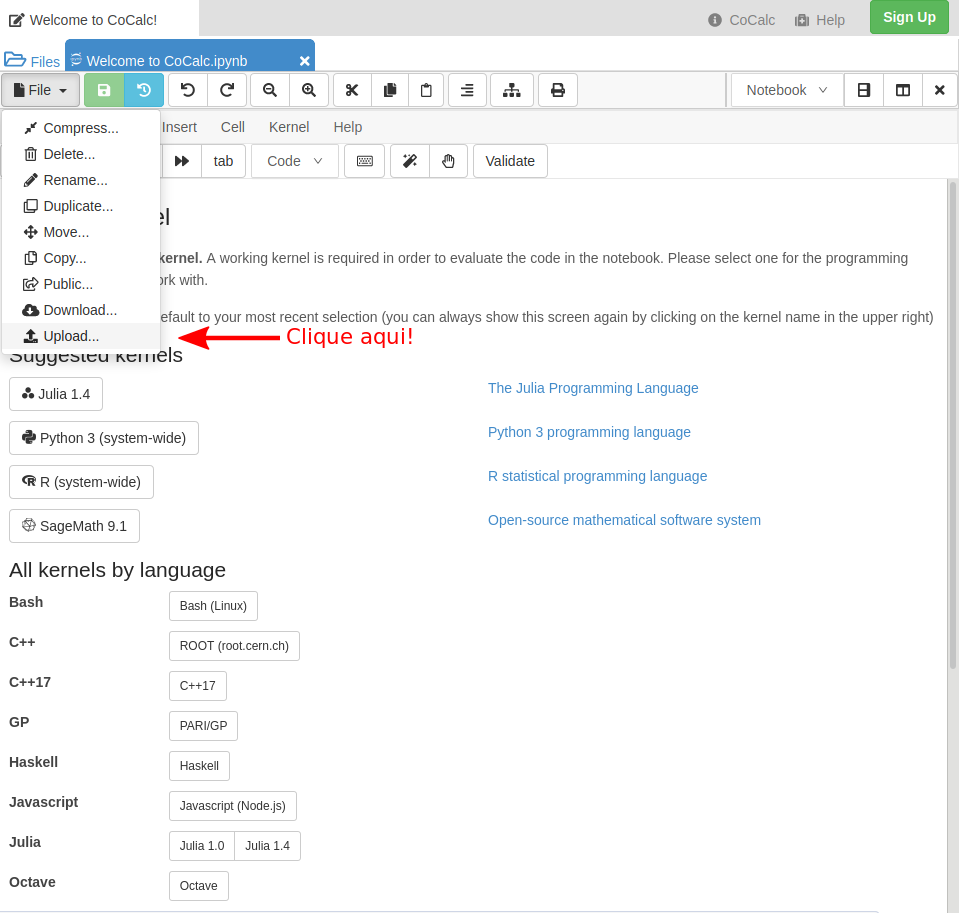 Welcome to CoCalc!
CoCalc
Help
Sign Up
Files
Welcome to CoCalc.ipynb
File
Notebook
Compress...
Delete...
Rename...
Duplicate...
Move...
Copy...
Public...
Download...
Upload...
Insert
Cell
Kernel
Help
tab
Code
Validate
el
kernel. A working kernel is required in order to evaluate the code in the notebook. Please select one for the programming
rk with.
efault to your most recent selection (you can always show this screen again by clicking on the kernel name in the upper right)
Clique aqui!
Suggested kernels
Julia 1.4
The Julia Programming Language
Python 3 (system-wide)
Python 3 programming language
R (system-wide)
R statistical programming language
SageMath 9.1
Open-source mathematical software system
All kernels by language
Bash
Bash (Linux)
C++
ROOT (root.cern.ch)
C++17
C++17
GP
PARI/GP
Haskell
Haskell
Javascript
Javascript (Node.js)
Julia
Julia 1.0
Julia 1.4
Octave
Octave